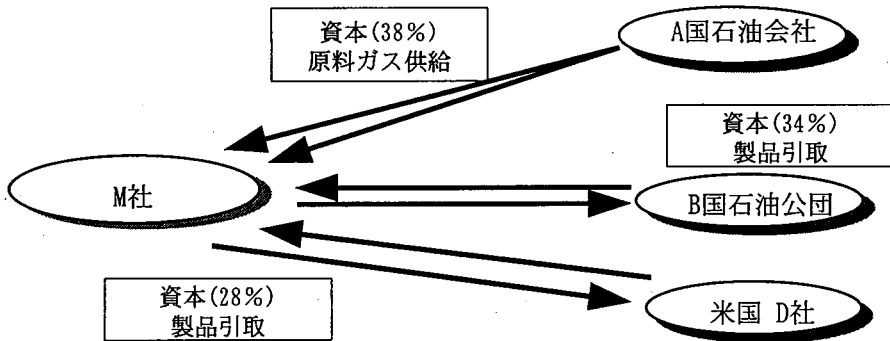 資本(38%)
原料ガス供給
A国石油会社
資本(34%)
製品引取
M社
B国石油公団
資本(28%)
製品引取
米国 D社